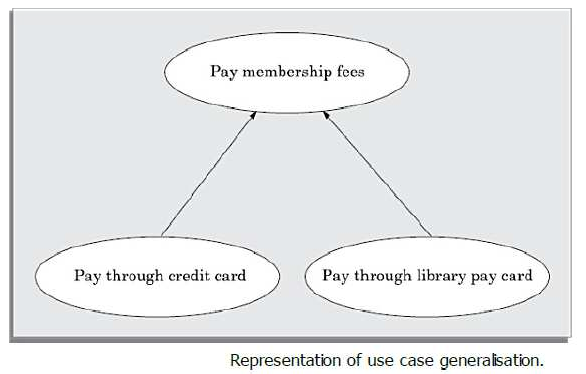 Pay membership fees
Pay through credit card
Pay through library pay card
Representation of use case generalisation.